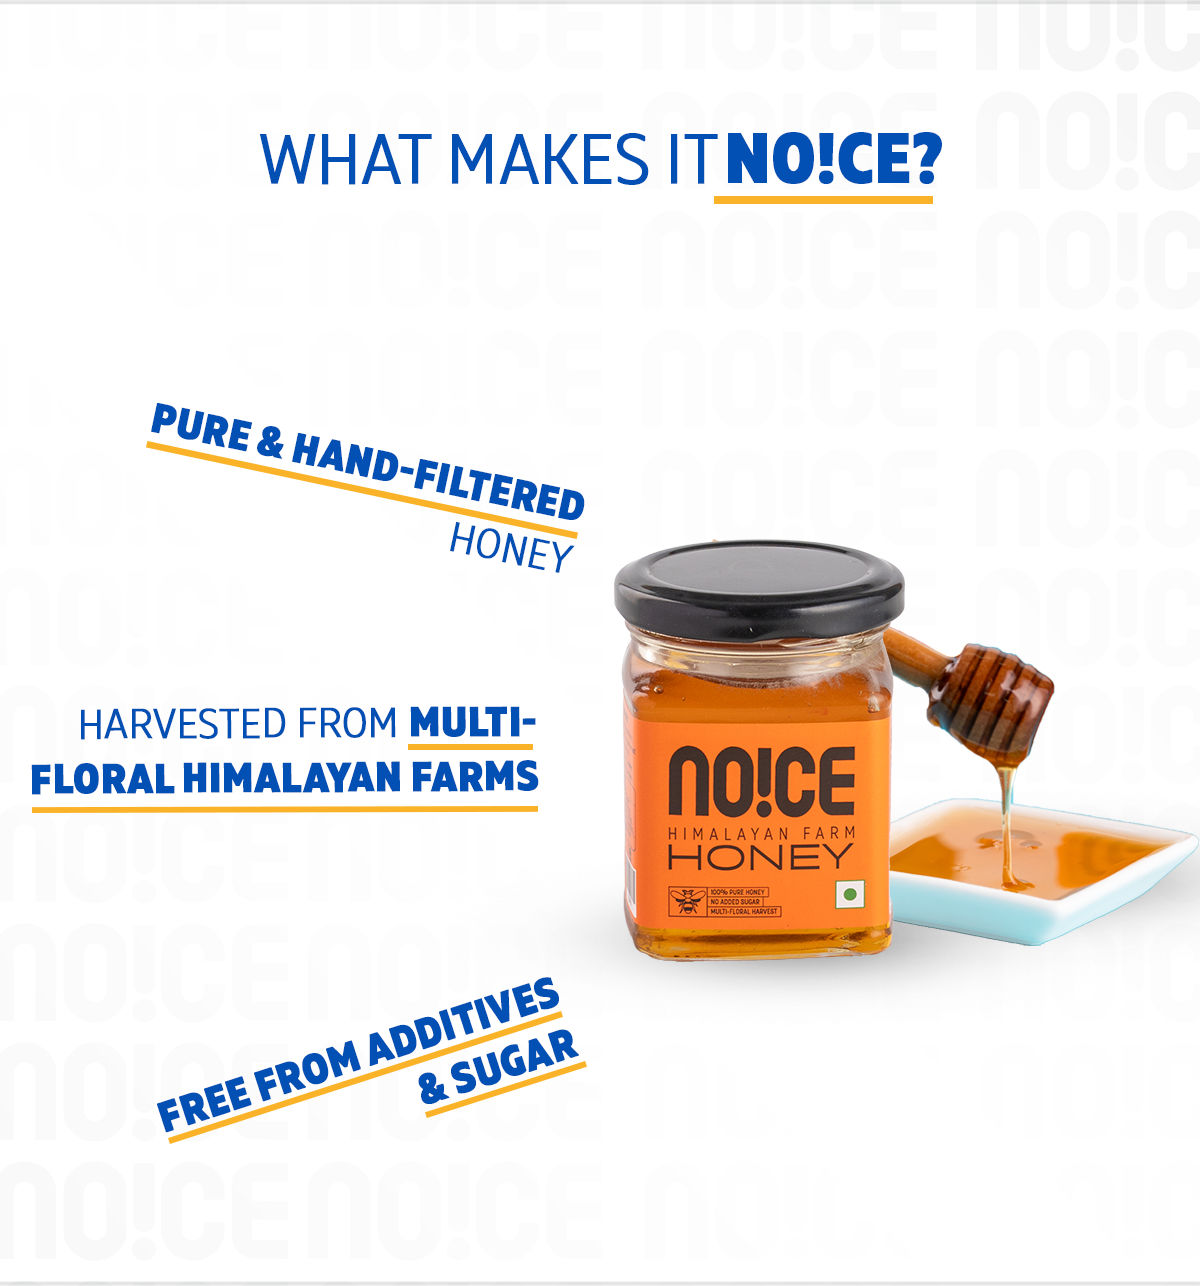 WHAT MAKES IT NO!CE?
PURE & HAND-FILTERED
HONEY
HARVESTED FROM MULTI-
FLORAL HIMALAYAN FARMS
NO!CE
HIMALAYAN FARM
HONEY
100% PURE HONEY
NO ADDED SUGAR
MULTI-FLORAL HARVEST
FREE FROM ADDITIVES
& SUGAR